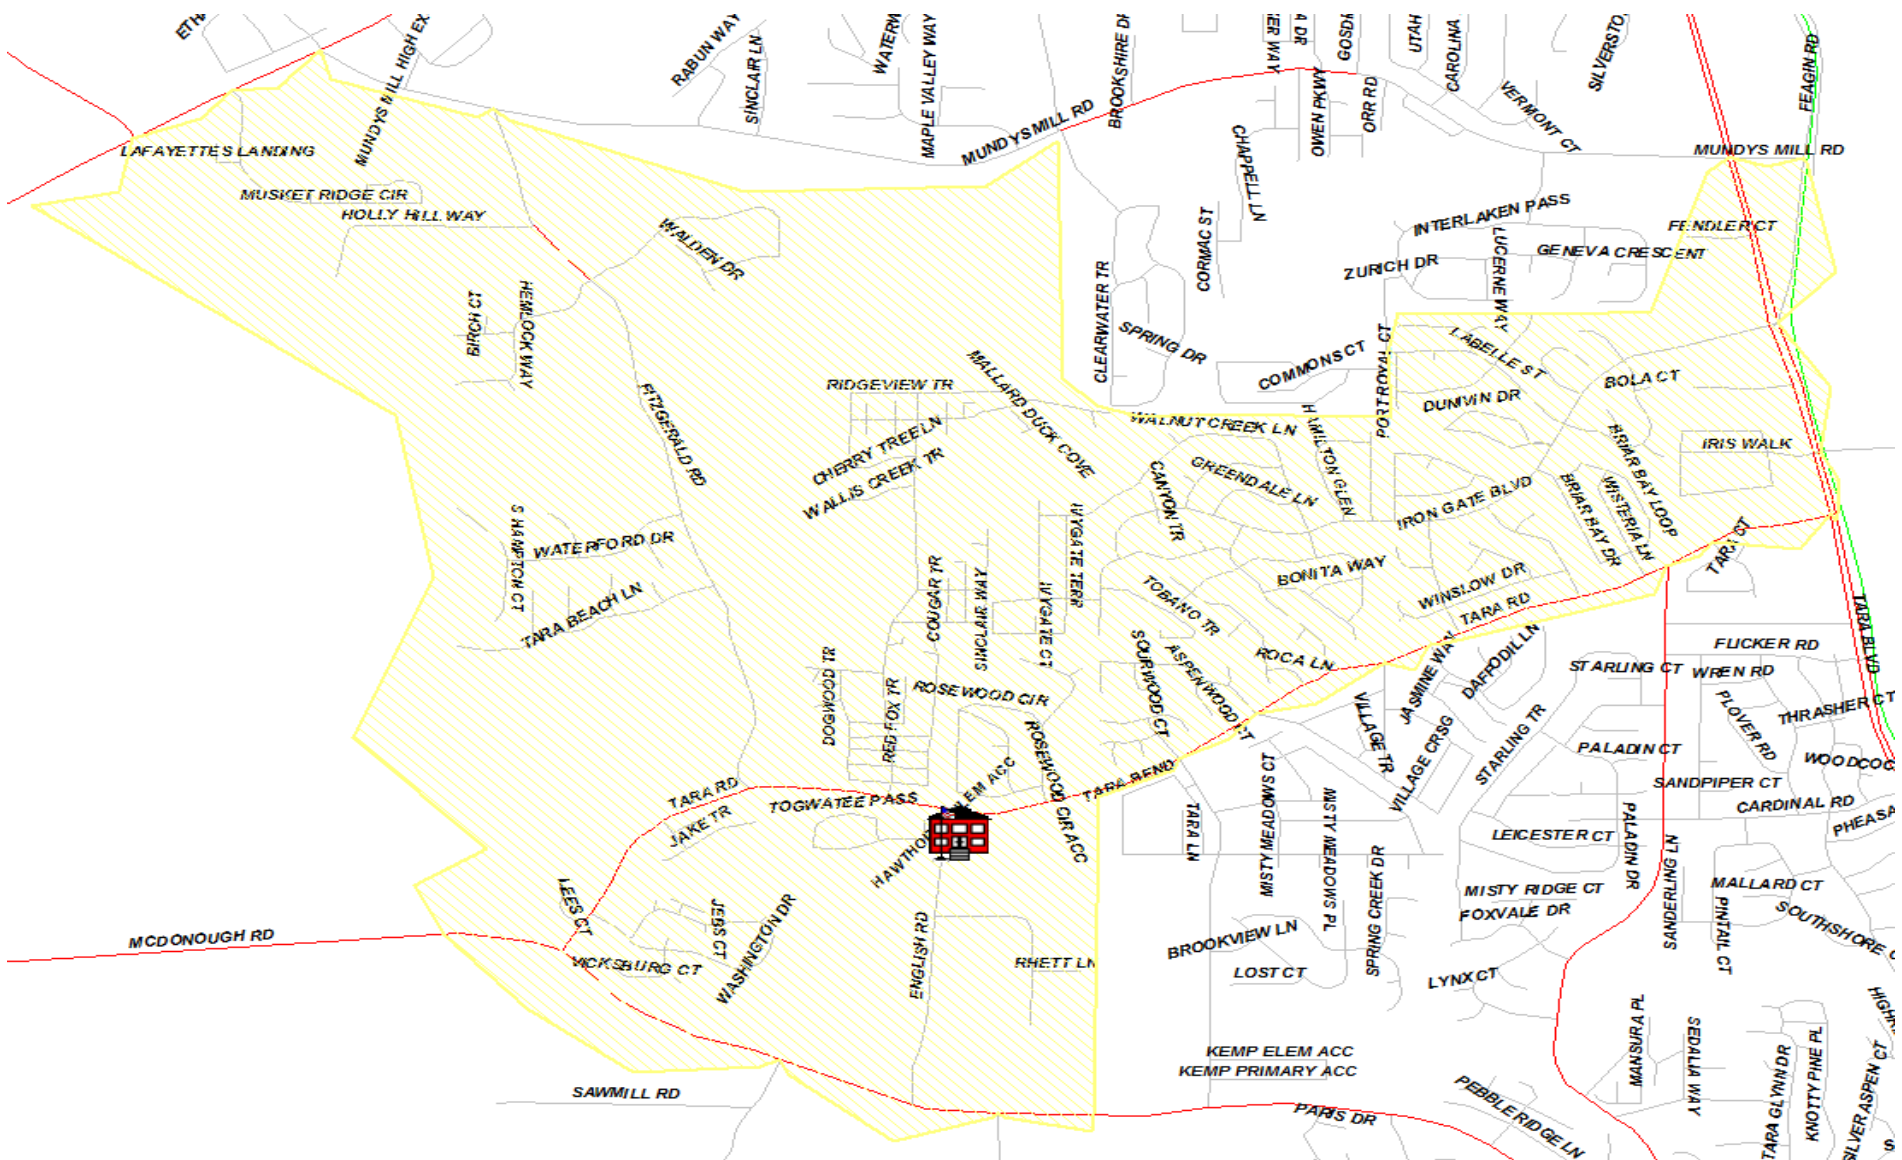 MUNDYS MILL HIGH EX
RABUN WAY
SINCLAIR LN
MAPLE VALLEY WAY
MUNDYS MILL RD
ORR RD
OWEN PKWY
VERMONT CT
FEAGIN RD
MUNDYS MILL RD
LAFAYETTES LANDING
MUSKET RIDGE CIR
HOLLY HILL WAY
WALDEN DR
CHAPPELL LN
CORMAC ST
INTERLAKEN PASS
FENDLER CT
GENEVA CRESCENT
LUCERNE WAY
ZURICH DR
CLEARWATER TR
SPRING DR
COMMONS CT
PORTROYAL CT
LABELLE ST
BOLA CT
DUNIVIN DR
BIRCH CT
HEMLOCK WAY
FITZGERALD RD
RIDGEVIEW TR
MALLARD DUCK COVE
CHERRY TREE LN
WALLIS CREEK TR
WALNUT CREEK LN
HAMILTON GLEN
GREENDALE LN
CANYON TR
IRON GATE BLVD
BRIAR BAY LOOP
BRIAR BAY DR
WISTERIA LN
IRIS WALK
S HAMPTON CT
WATERFORD DR
TARA BEACH LN
COUGAR TR
SINCLAIR WAY
WYGATE TERR
WYGATE CT
TOBANO TR
BONITA WAY
WINSLOW DR
TARA RD
TARA CT
TARA BLVD
DOGWOOD TR
RED FOX TR
ROSEWOOD CIR
SOURWOOD CT
ASPENWOOD CT
ROCA LN
JASMINE WAY
DAFFODIL LN
FLICKER RD
STARLING CT
WREN RD
PLOVER RD
THRASHER CT
VILLAGE TR
VILLAGE CRSG
STARLING TR
PALADIN CT
WOODCOC
SANDPIPER CT
CARDINAL RD
PHEASA
TARA RD
JAKE TR
TOGWATEE PASS
LEM ACC
HAWTHO
ROSEWOOD CIR ACC
TARA BEND
TARA LN
MISTY MEADOWS CT
MISTY MEADOWS PL
SPRING CREEK DR
LEICESTER CT
PALADIN DR
SANDERLING LN
MISTY RIDGE CT
FOXVALE DR
MALLARD CT
PINTAIL CT
SOUTHSHORE
LEES CT
JEBS CT
WASHINGTON DR
VICKSBURG CT
MCDONOUGH RD
ENGLISH RD
RHETT LN
BROOKVIEW LN
LOST CT
LYNX CT
KEMP ELEM ACC
KEMP PRIMARY ACC
SAWMILL RD
PARIS DR
PEBBLE RIDGE LN
MANSURA PL
SEDALIA WAY
TARA GLYNN DR
KNOTTY PINE PL
SILVER ASPEN CT